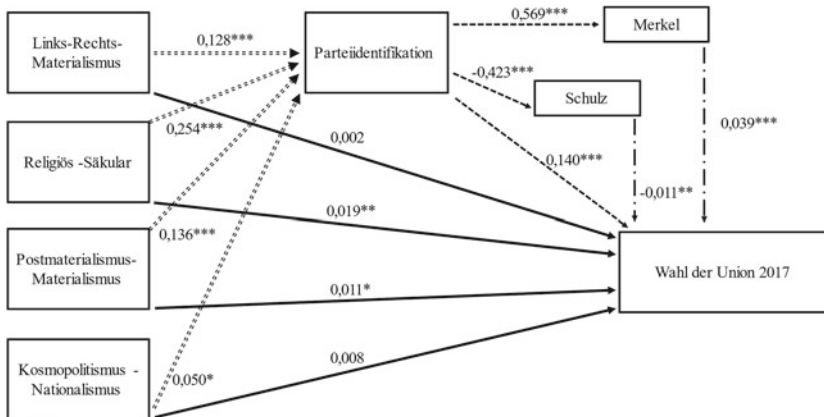 0,569***
Merkel
Links-Rechts-
Materialismus
0,128***
Parteiidentifikation
-0,423***
Schulz
0,039***
0,254***
0,002
Religiös -Säkular
0,140***
-0,011**
0,019**
0,136***
Postmaterialismus-
Materialismus
Wahl der Union 2017
0,011*
0,008
Kosmopolitismus -
Nationalismus
0,050*